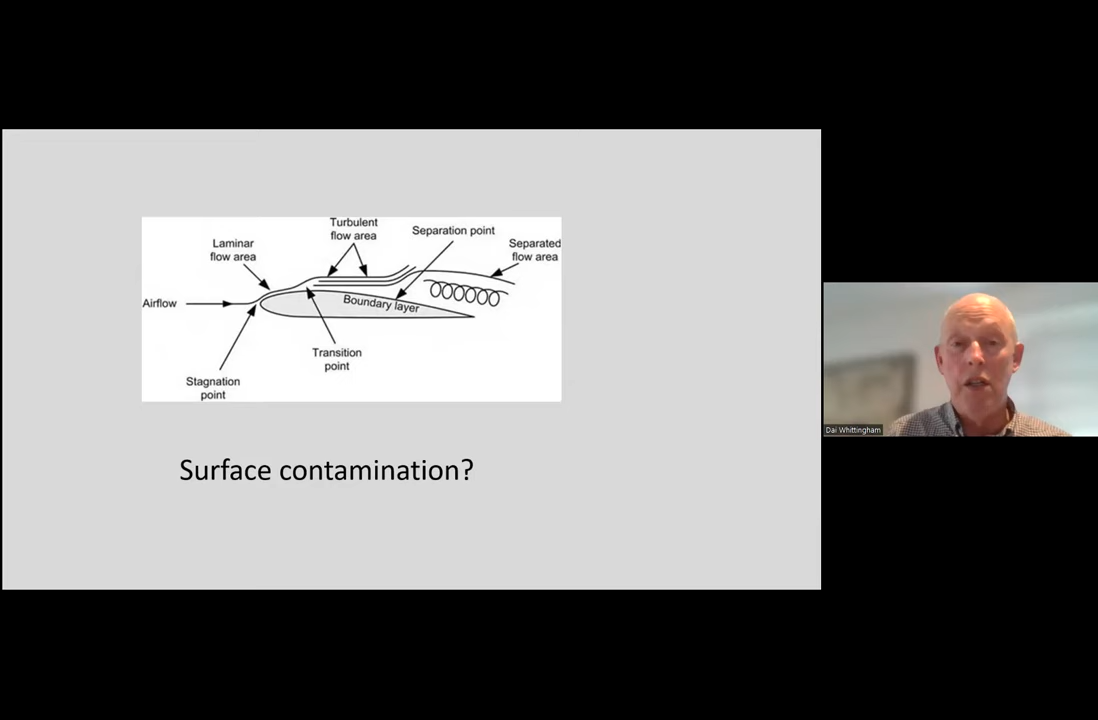 Turbulent
flow area
Separation point
Laminar
flow area
Separated
flow area
Airflow
Boundary layer
Transition
point
Stagnation
point
Surface contamination?
Dai Whittingham